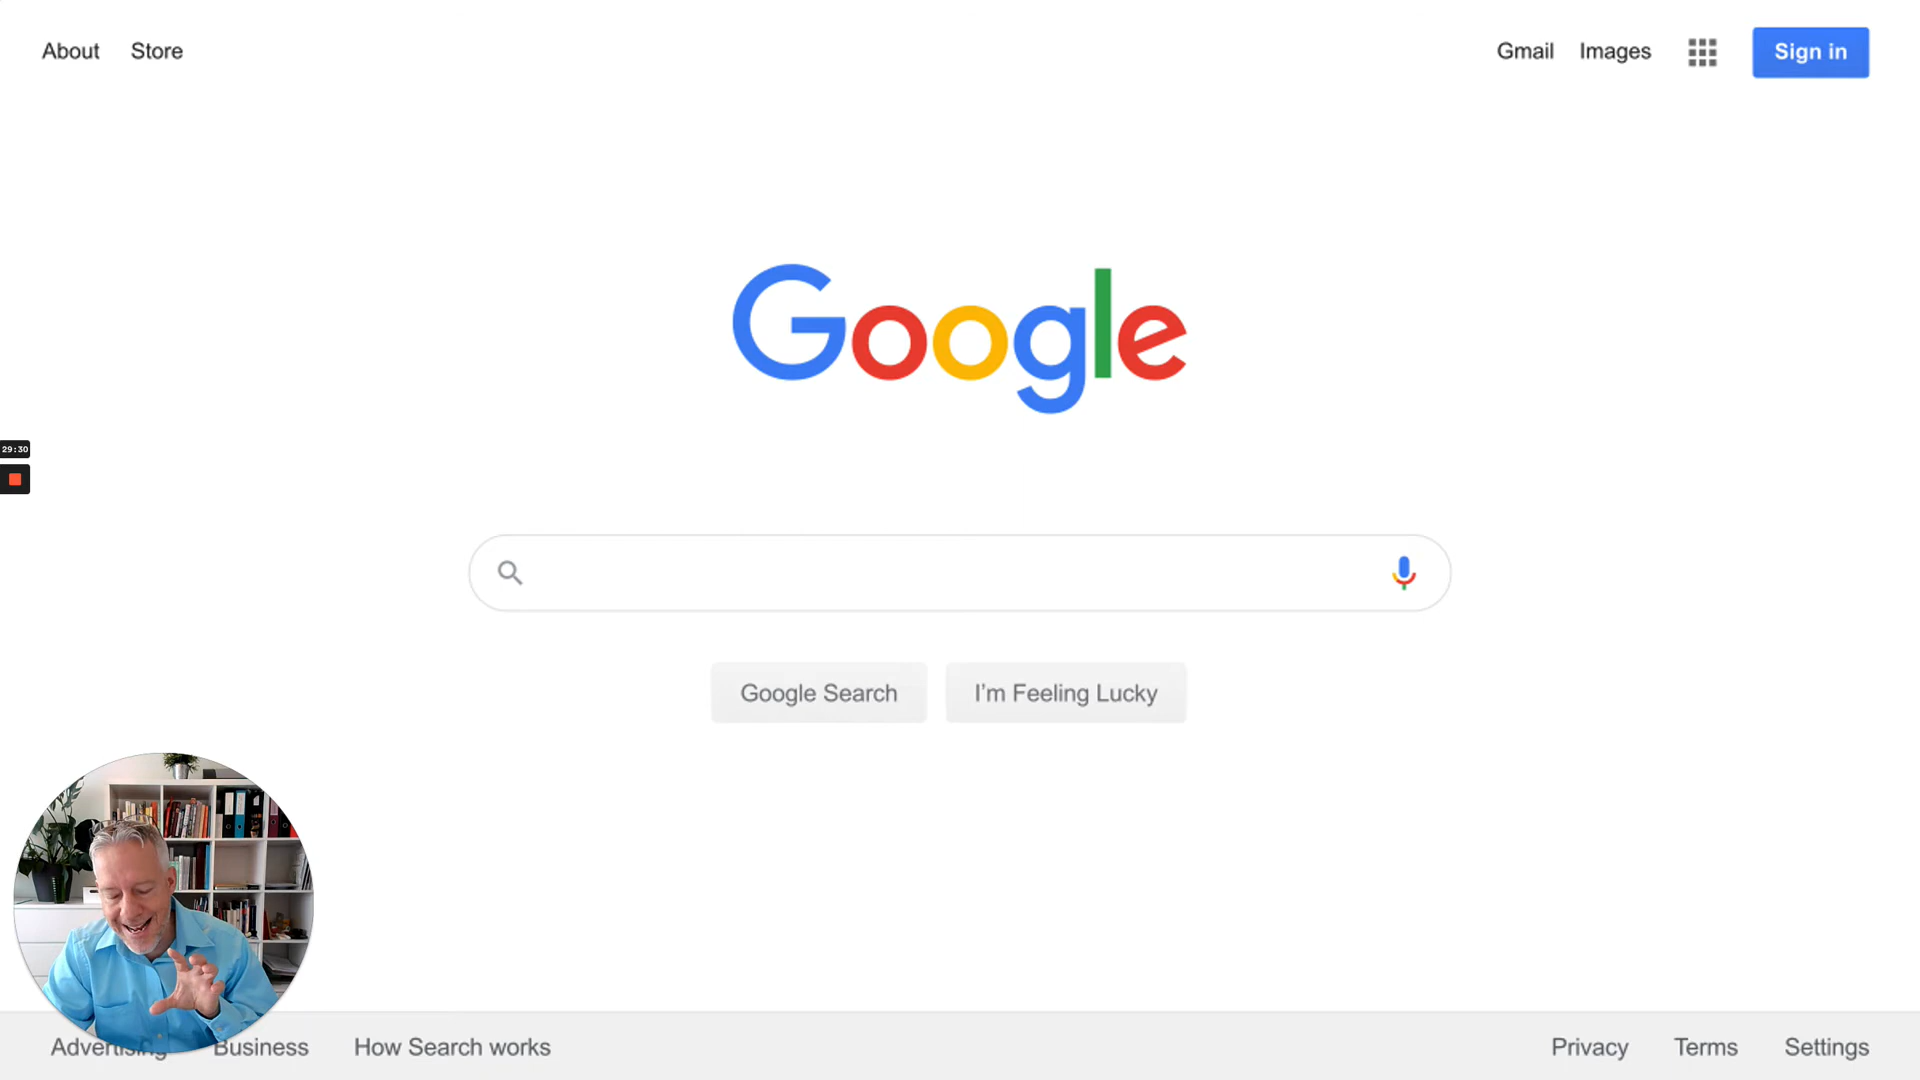 About Store
Gmail Images Sign in
Google
29:30
Google Search I'm Feeling Lucky
Advertising Business How Search works
Privacy Terms Settings